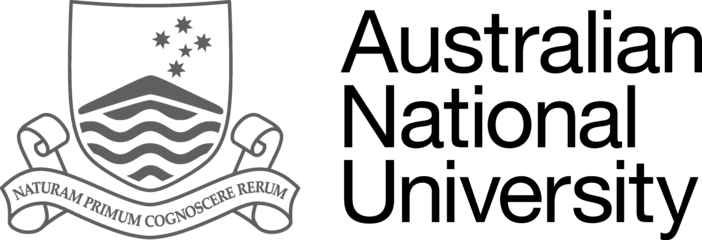 Australian
National
University
NATURAM PRIMUM COGNOSCERE RERUM